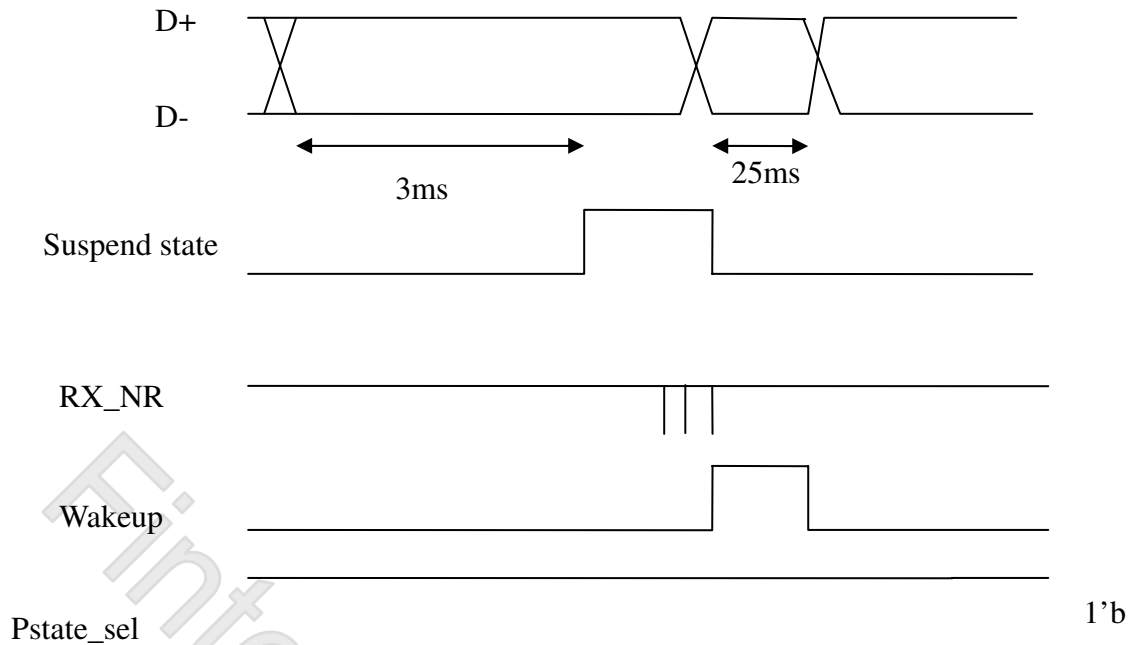 D+
D-
3ms
25ms
Suspend state
RX_NR
Wakeup
1’b
Pstate_sel